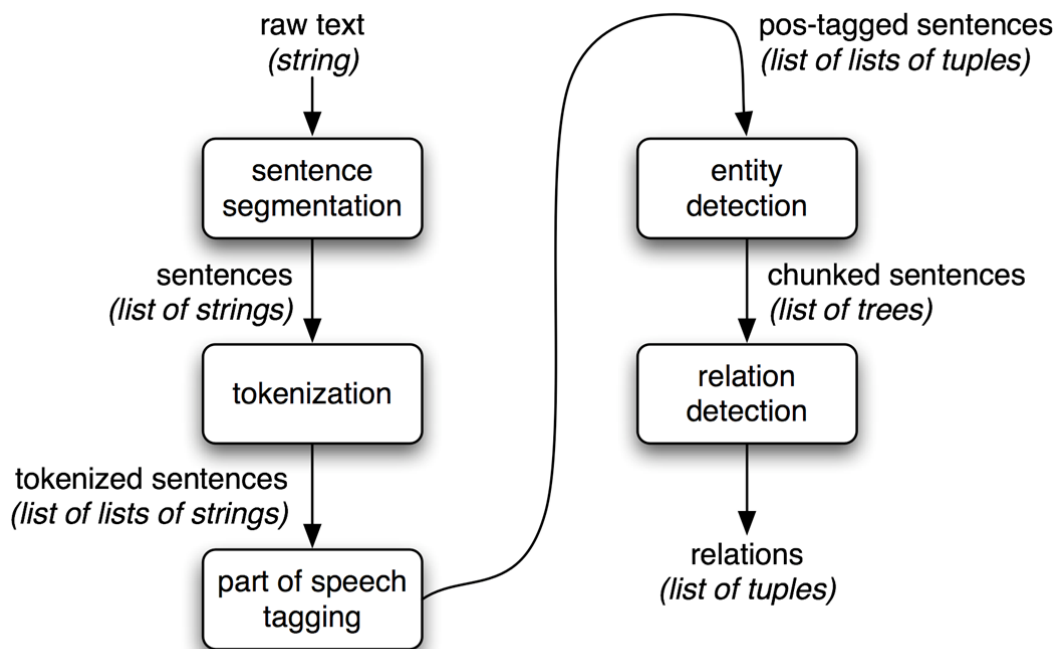 raw text
(string)
sentence
segmentation
sentences
(list of strings)
tokenization
tokenized sentences
(list of lists of strings)
part of speech
tagging
pos-tagged sentences
(list of lists of tuples)
entity
detection
chunked sentences
(list of trees)
relation
detection
relations
(list of tuples)